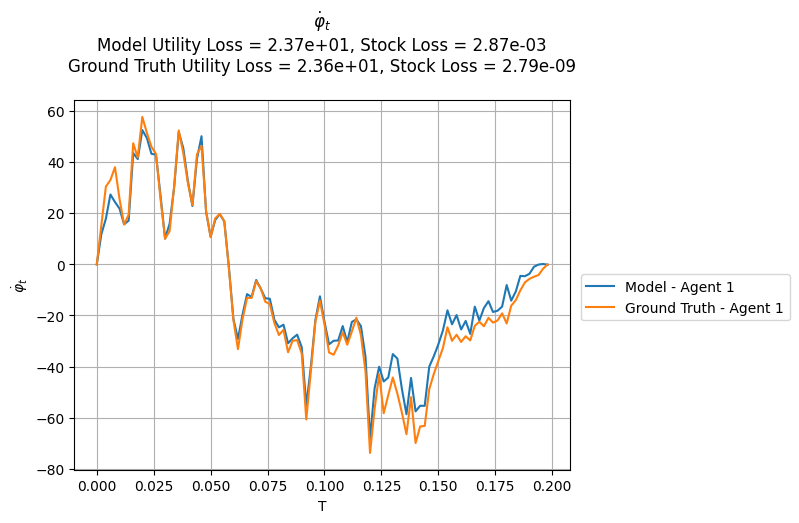 φ̇ₜ
Model Utility Loss = 2.37e+01, Stock Loss = 2.87e-03
Ground Truth Utility Loss = 2.36e+01, Stock Loss = 2.79e-09
60
40
20
0
−20
−40
−60
−80
φ̇ₜ
0.000 0.025 0.050 0.075 0.100 0.125 0.150 0.175 0.200
T
Model - Agent 1
Ground Truth - Agent 1